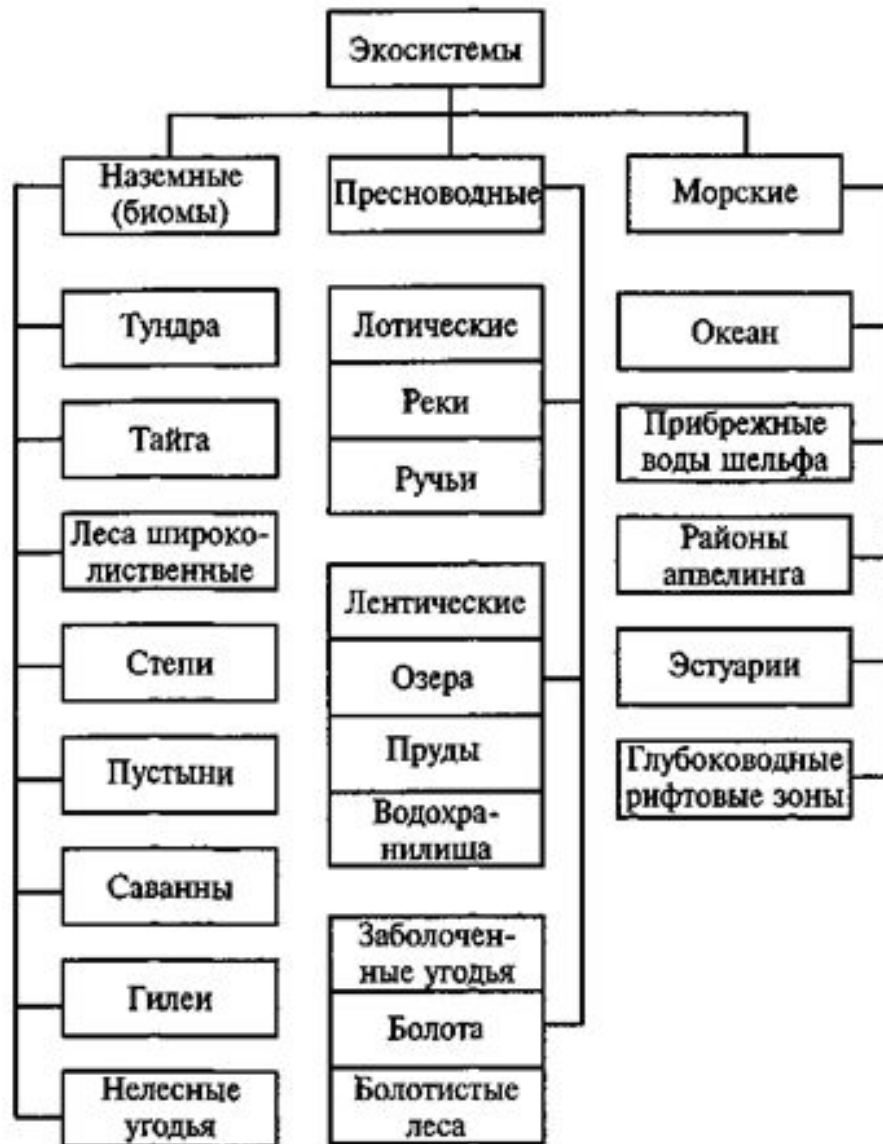 Экосистемы
Наземные
(биомы)
Тундра
Тайга
Леса широко-
лиственные
Степи
Пустыни
Саванны
Гилеи
Нелесные
угодья
Пресноводные
Лотические
Реки
Ручьи
Лентические
Озера
Пруды
Водохра-
нилища
Заболочен-
ные угодья
Болота
Болотистые
леса
Морские
Океан
Прибрежные
воды шельфа
Районы
апвелинга
Эстуарии
Глубоководные
рифтовые зоны